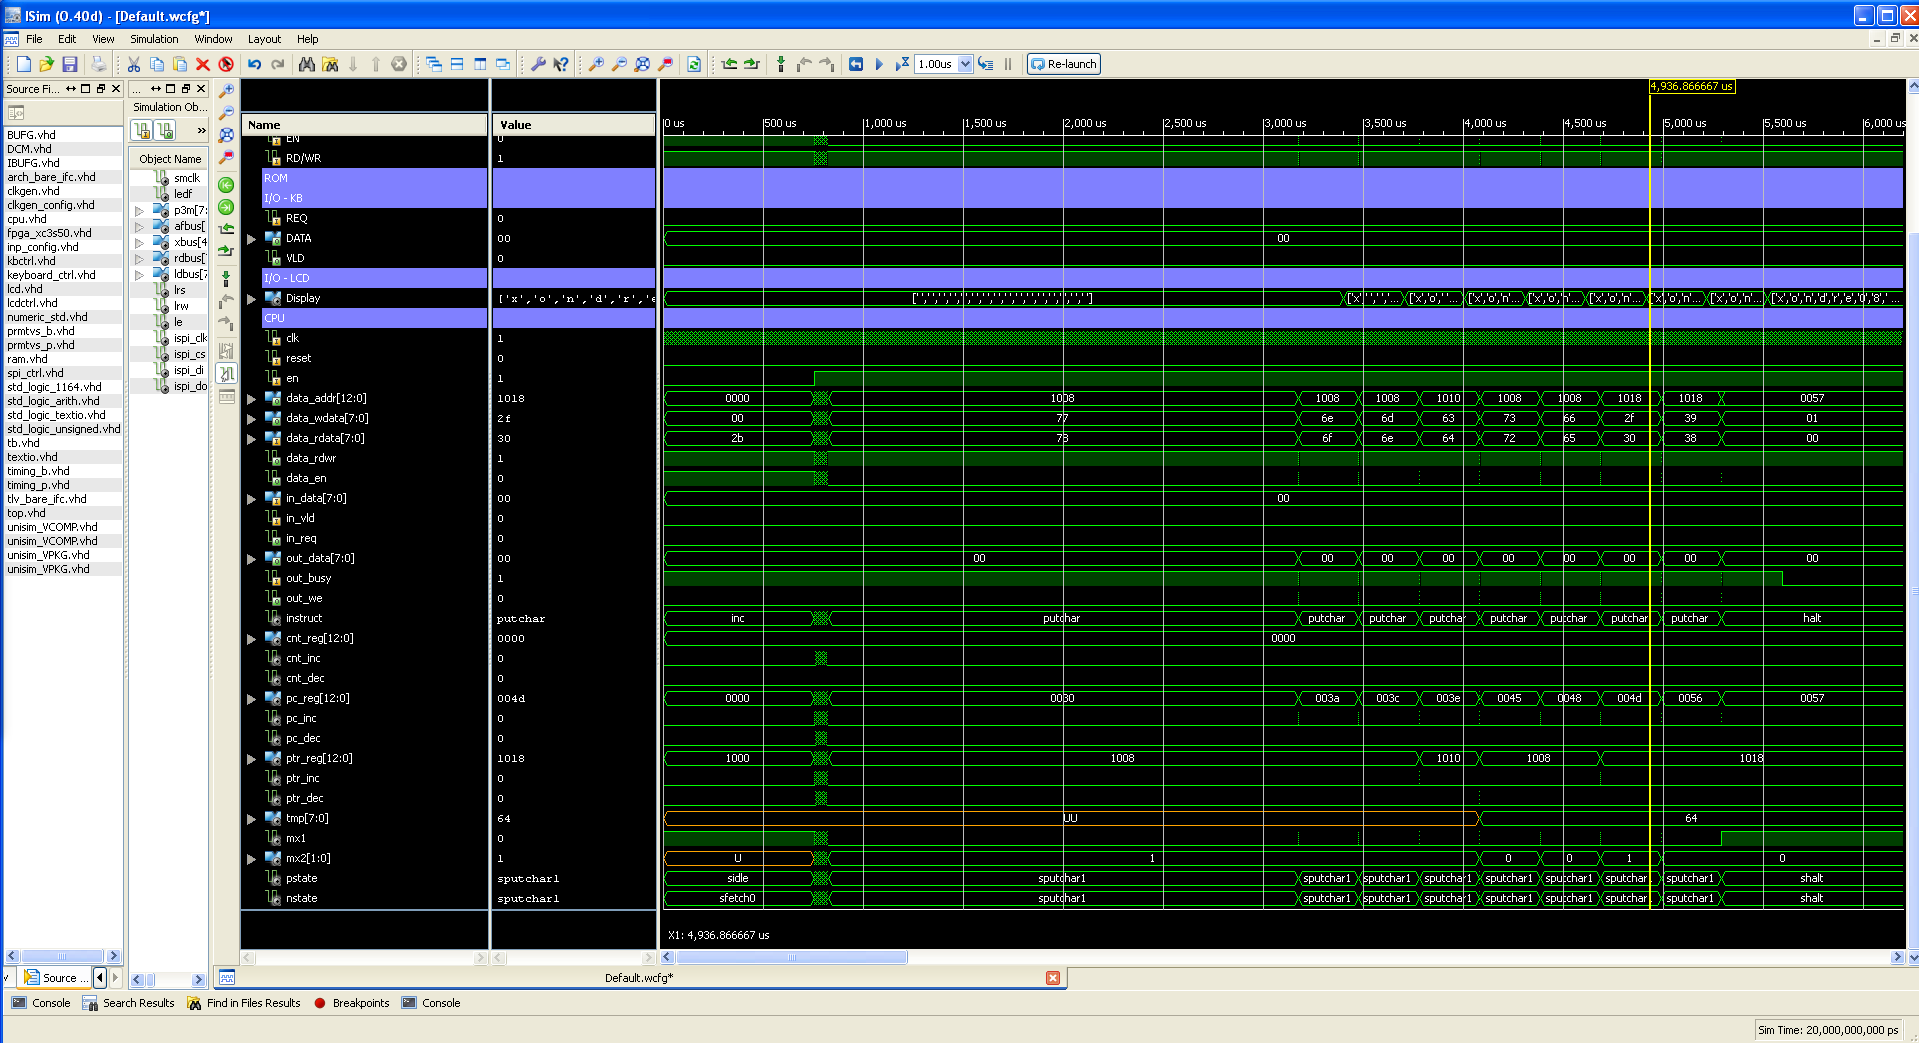 ISim (O.40d) - [Default.wcfg*]
File Edit View Simulation Window Layout Help
1.00us Re-launch
Source Fi...
BUFG.vhd
DCM.vhd
IBUFG.vhd
arch_bare_ifc.vhd
clkgen.vhd
clkgen_config.vhd
cpu.vhd
fpga_xc3s50.vhd
inp_config.vhd
kbctrl.vhd
keyboard_ctrl.vhd
lcd.vhd
lcdctrl.vhd
numeric_std.vhd
prmtvs_b.vhd
prmtvs_p.vhd
ram.vhd
spi_ctrl.vhd
std_logic_1164.vhd
std_logic_arith.vhd
std_logic_textio.vhd
std_logic_unsigned.vhd
tb.vhd
textio.vhd
timing_b.vhd
timing_p.vhd
tlv_bare_ifc.vhd
top.vhd
unisim_VCOMP.vhd
unisim_VCOMP.vhd
unisim_VPKG.vhd
unisim_VPKG.vhd
Source ...
...
Simulation Ob...
»
Object Name
smclk
ledf
p3m[7:
afbus[
xbus[4
rdbus[
ldbus[7
lrs
lrw
le
ispi_clk
ispi_cs
ispi_di
ispi_do
4,936.866667 us
Name Value 0 us 500 us 1,000 us 1,500 us 2,000 us 2,500 us 3,000 us 3,500 us 4,000 us 4,500 us 5,000 us 5,500 us 6,000 us
EN 0
RD/WR 1
ROM
I/O - KB
REQ 0
DATA 00 00
VLD 0
I/O - LCD
Display ['x','o','n','d','r','e ['x','o','n','d','r','e','0','8',' ...
CPU
clk 1
reset 0
en 1
data_addr[12:0] 1018 0000 1008 1008 1008 1010 1008 1008 1018 1018 0057
data_wdata[7:0] 2f 00 77 6e 6d 63 73 66 2f 39 01
data_rdata[7:0] 30 2b 78 6f 6e 64 72 65 30 38 00
data_rdwr 1
data_en 0
in_data[7:0] 00 00
in_vld 0
in_req 0
out_data[7:0] 00 00 00 00 00 00 00 00 00 00
out_busy 1
out_we 0
instruct putchar inc putchar putchar putchar putchar putchar putchar putchar putchar halt
cnt_reg[12:0] 0000 0000
cnt_inc 0
cnt_dec 0
pc_reg[12:0] 004d 0000 0030 003a 003c 003e 0045 0048 004d 0056 0057
pc_inc 0
pc_dec 0
ptr_reg[12:0] 1018 1000 1008 1010 1008 1018
ptr_inc 0
ptr_dec 0
tmp[7:0] 64 UU 64
mx1 0
mx2[1:0] 1 U 1 0 0 1 0
pstate sputchar1 sidle sputchar1 sputchar1 sputchar1 sputchar1 sputchar1 sputchar1 sputchar sputchar1 shalt
nstate sputchar1 sfetch0 sputchar1 sputchar1 sputchar1 sputchar1 sputchar1 sputchar1 sputchar sputchar1 shalt
X1: 4,936.866667 us
Default.wcfg*
Console Search Results Find in Files Results Breakpoints Console
Sim Time: 20,000,000,000 ps